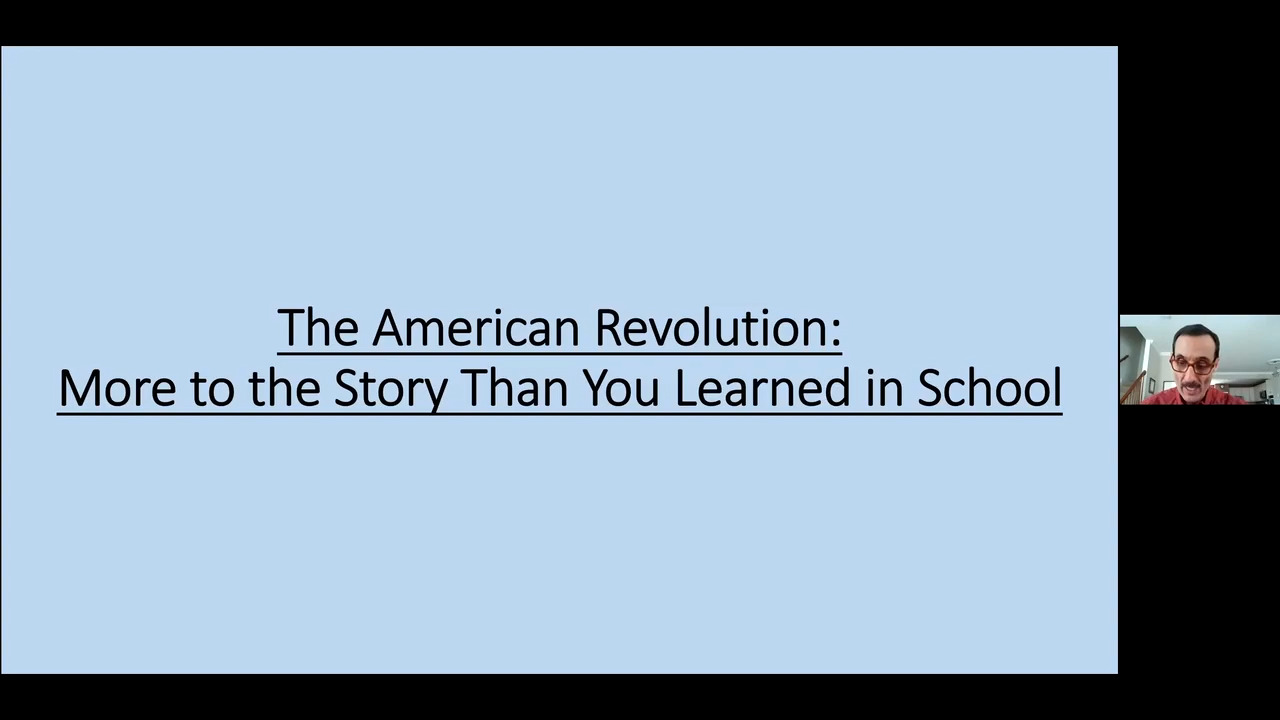 The American Revolution:
More to the Story Than You Learned in School